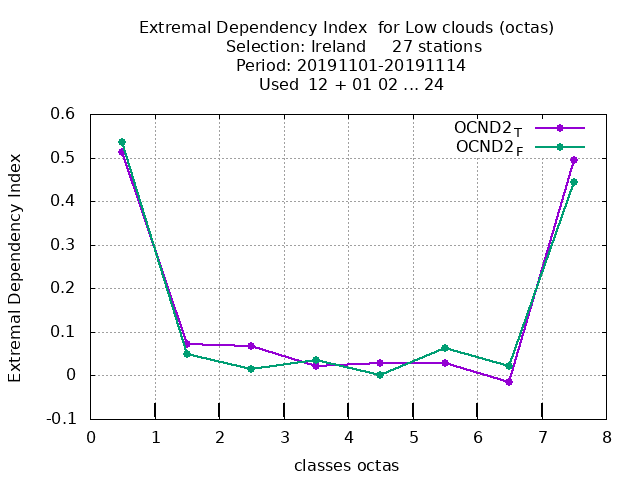 Extremal Dependency Index  for Low clouds (octas)
Selection: Ireland     27 stations
Period: 20191101-20191114
Used  12 + 01 02 ... 24
OCND2T
OCND2F
Extremal Dependency Index
0.6
0.5
0.4
0.3
0.2
0.1
0
-0.1
0 1 2 3 4 5 6 7 8
classes octas